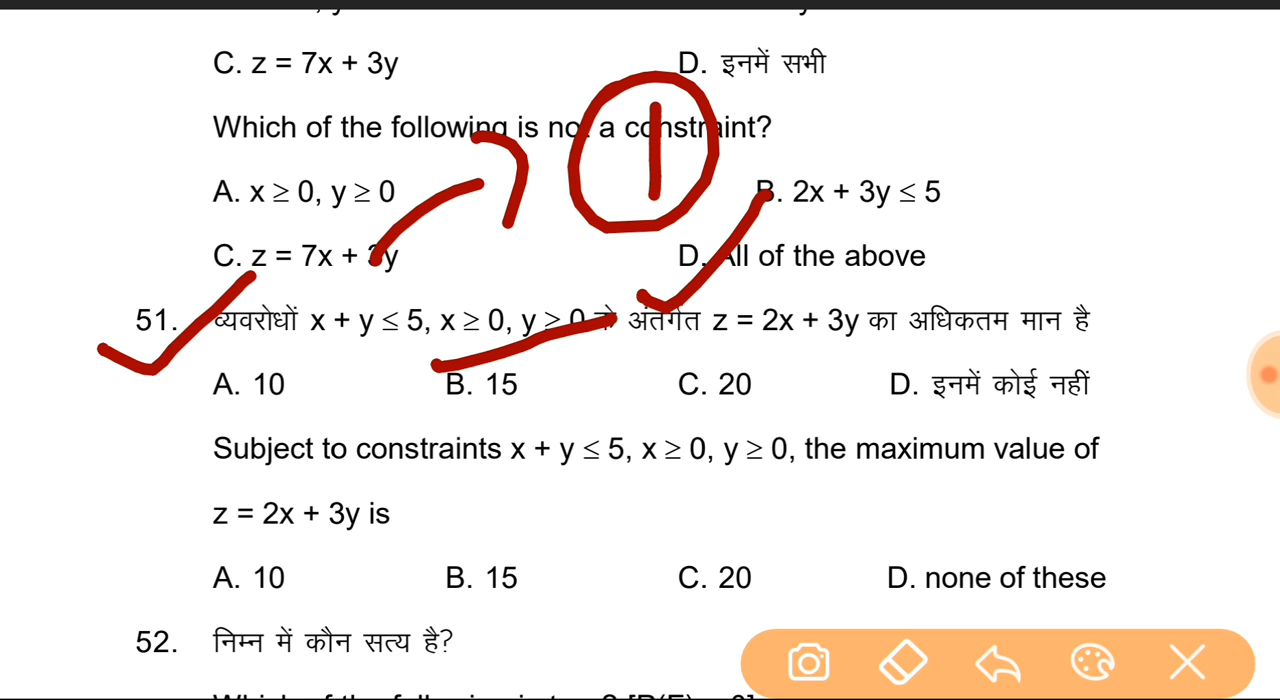 C. z = 7x + 3y D. इनमें सभी
Which of the following is not a constraint?
A. x ≥ 0, y ≥ 0 B. 2x + 3y ≤ 5
C. z = 7x + 3y D. All of the above
51. व्यवरोधों x + y ≤ 5, x ≥ 0, y ≥ 0 के अंतर्गत z = 2x + 3y का अधिकतम मान है
A. 10 B. 15 C. 20 D. इनमें कोई नहीं
Subject to constraints x + y ≤ 5, x ≥ 0, y ≥ 0, the maximum value of
z = 2x + 3y is
A. 10 B. 15 C. 20 D. none of these
52. निम्न में कौन सत्य है?